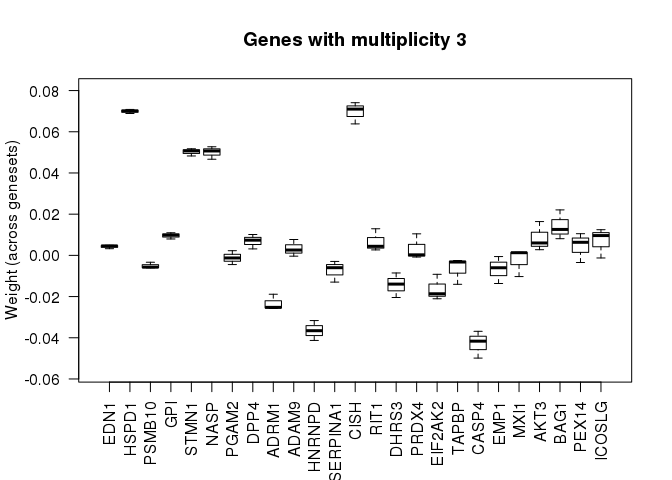 Genes with multiplicity 3
Weight (across genesets)
0.08
0.06
0.04
0.02
0.00
-0.02
-0.04
-0.06
EDN1
HSPD1
PSMB10
GPI
STMN1
NASP
PGAM2
DPP4
ADRM1
ADAM9
HNRNPD
SERPINA1
CISH
RIT1
DHRS3
PRDX4
EIF2AK2
TAPBP
CASP4
EMP1
MXI1
AKT3
BAG1
PEX14
ICOSLG